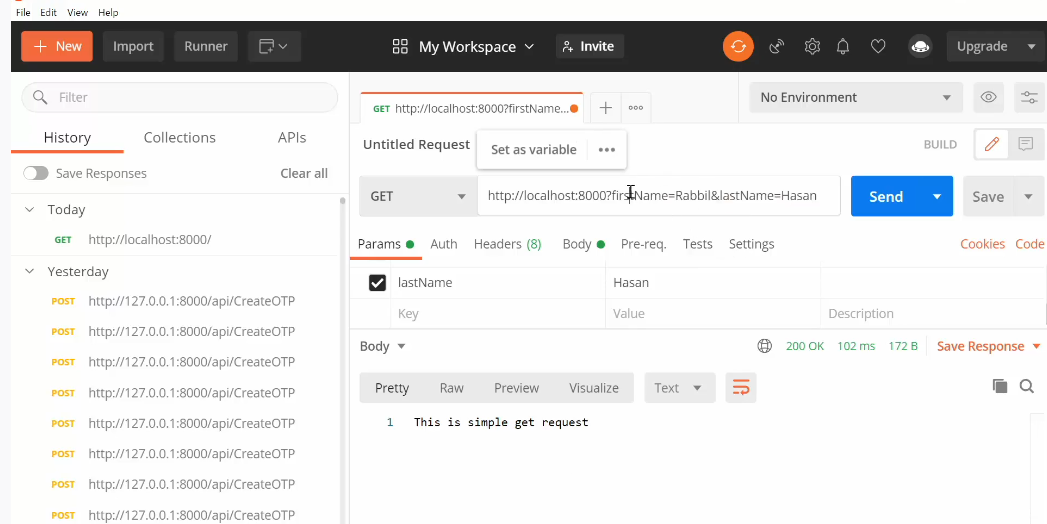 File Edit View Help
New Import Runner My Workspace Invite Upgrade
Filter
GET http://localhost:8000?firstName... No Environment
History Collections APIs
Untitled Request Set as variable BUILD
Save Responses Clear all
GET http://localhost:8000?firstName=Rabbil&lastName=Hasan Send Save
Today
GET http://localhost:8000/
Params Auth Headers (8) Body Pre-req. Tests Settings Cookies Code
Yesterday
lastName Hasan
POST http://127.0.0.1:8000/api/CreateOTP
Key Value Description
POST http://127.0.0.1:8000/api/CreateOTP
Body 200 OK 102 ms 172 B Save Response
POST http://127.0.0.1:8000/api/CreateOTP
Pretty Raw Preview Visualize Text
POST http://127.0.0.1:8000/api/CreateOTP
1 This is simple get request
POST http://127.0.0.1:8000/api/CreateOTP
POST http://127.0.0.1:8000/api/CreateOTP
POST http://127.0.0.1:8000/api/CreateOTP
POST http://127.0.0.1:8000/api/CreateOTP